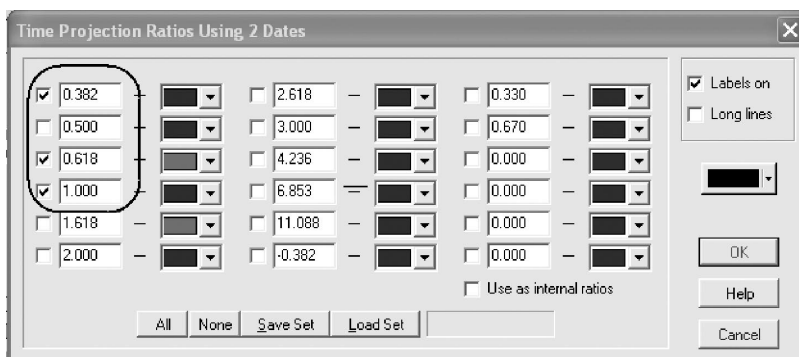 Time Projection Ratios Using 2 Dates
0.382 2.618 0.330
0.500 3.000 0.670
0.618 4.236 0.000
1.000 6.853 0.000
1.618 11.088 0.000
2.000 -0.382 0.000
Use as internal ratios
All None Save Set Load Set
Labels on
Long lines
OK
Help
Cancel